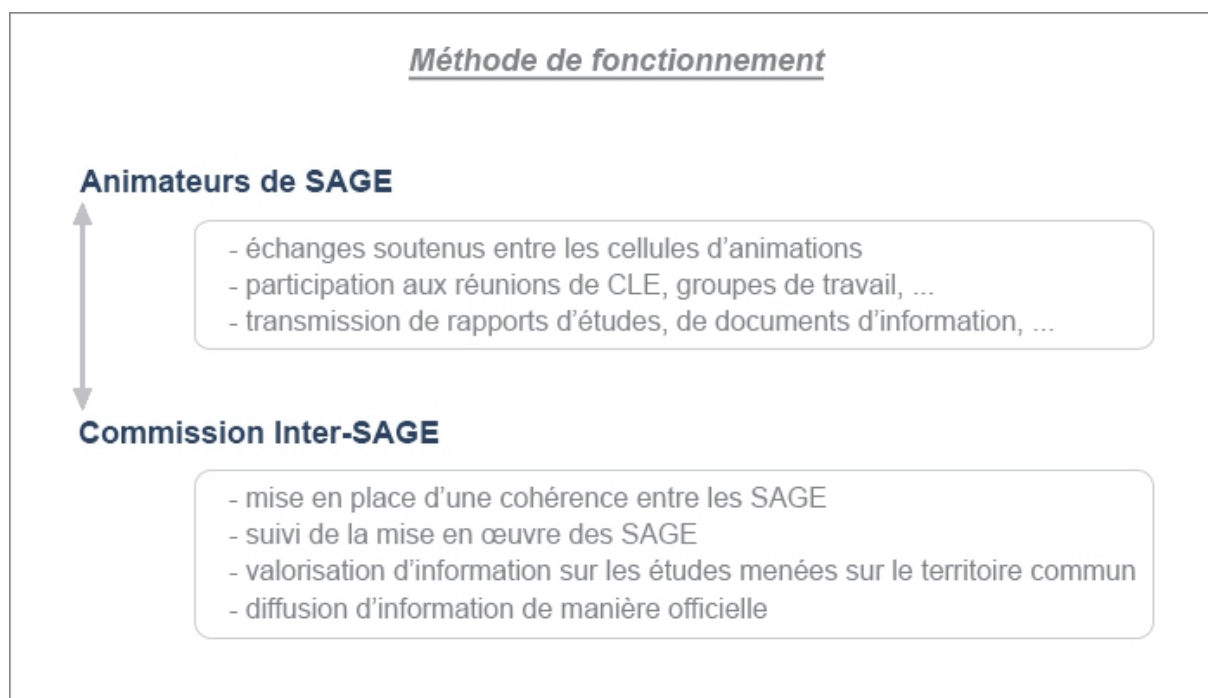 Méthode de fonctionnement
Animateurs de SAGE
- échanges soutenus entre les cellules d’animations
- participation aux réunions de CLE, groupes de travail, ...
- transmission de rapports d’études, de documents d’information, ...
Commission Inter-SAGE
- mise en place d’une cohérence entre les SAGE
- suivi de la mise en œuvre des SAGE
- valorisation d’information sur les études menées sur le territoire commun
- diffusion d’information de manière officielle